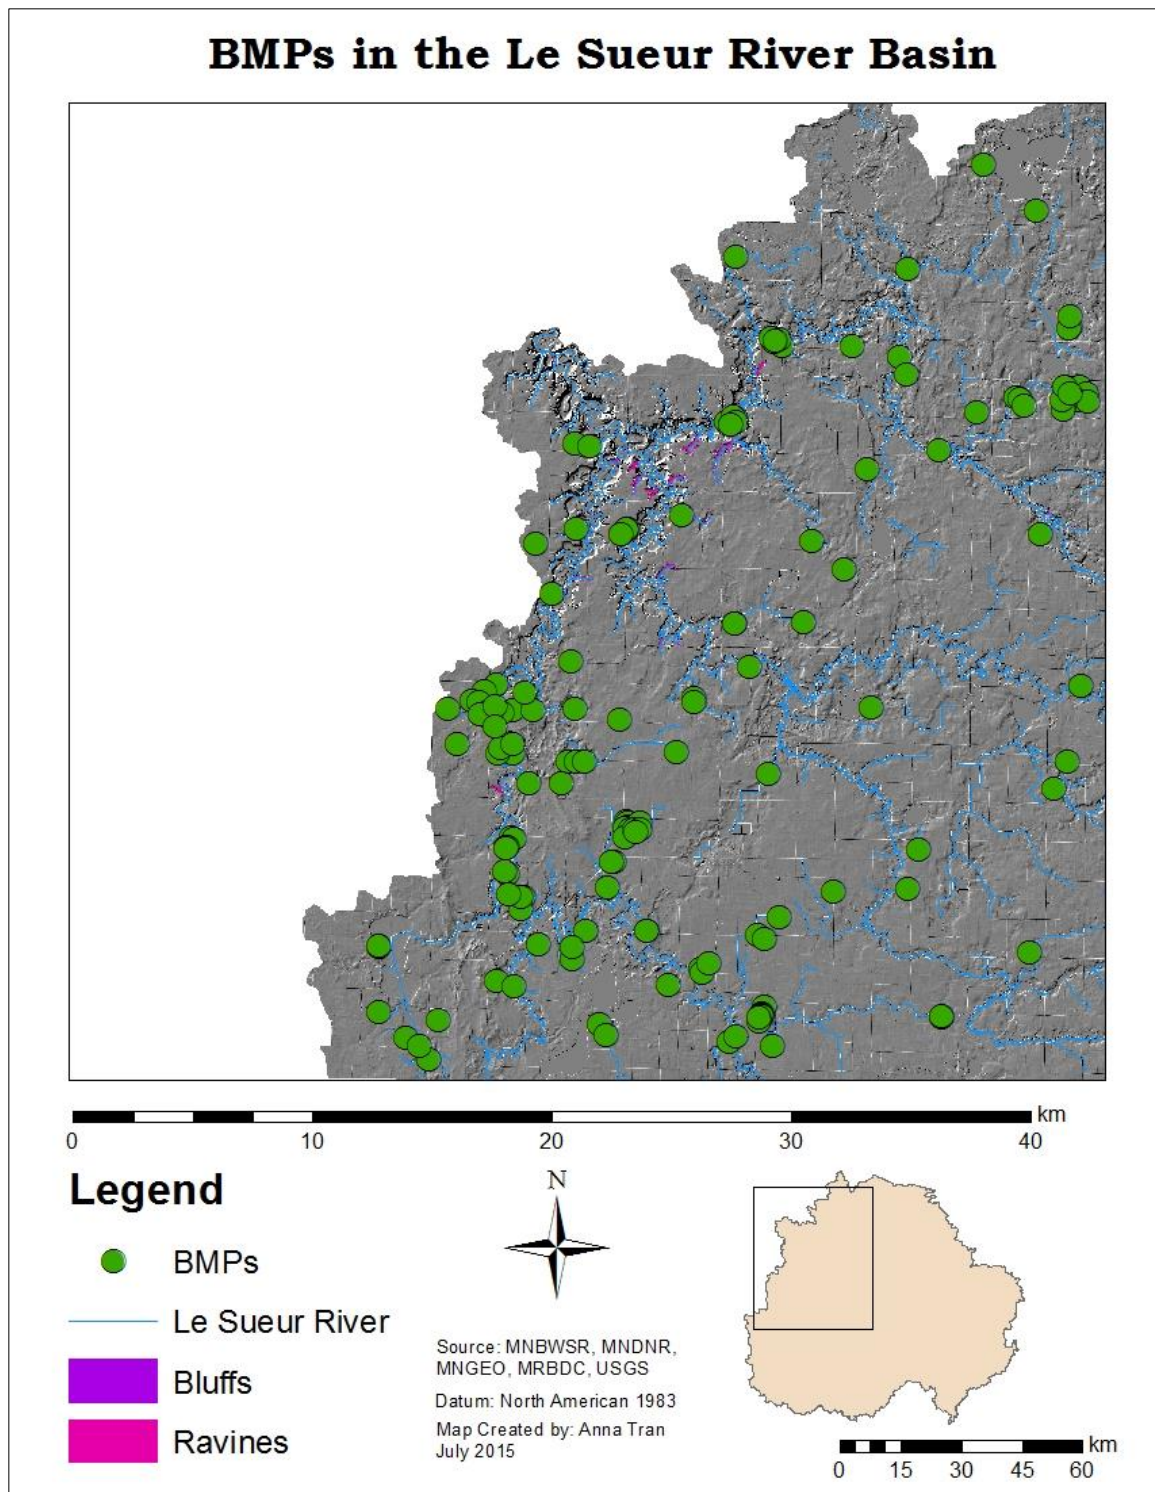 BMPs in the Le Sueur River Basin
km
0 10 20 30 40
Legend
N
BMPs
Le Sueur River
Bluffs
Ravines
Source: MNBWSR, MNDNR,
MNGEO, MRBDC, USGS
Datum: North American 1983
Map Created by: Anna Tran
July 2015
km
0 15 30 45 60